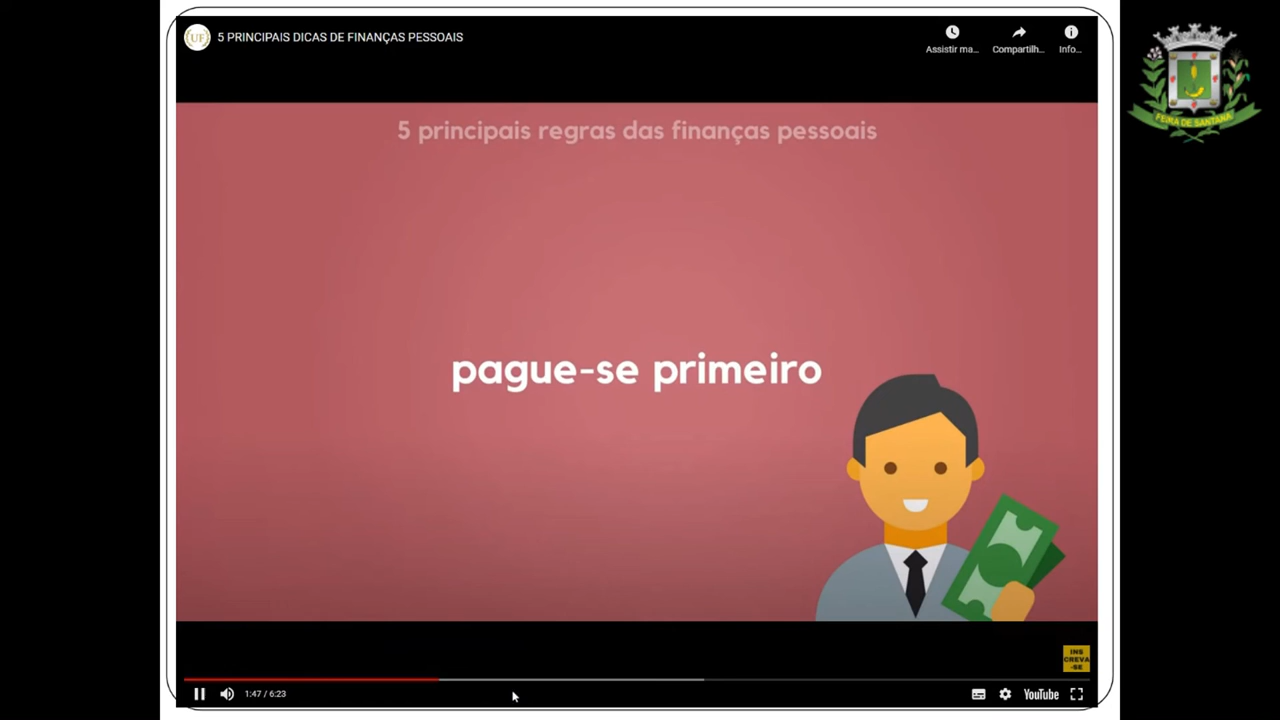 UF
5 PRINCIPAIS DICAS DE FINANÇAS PESSOAIS
Assistir ma...
Compartilh...
Info...
FEIRA DE SANTANA
5 principais regras das finanças pessoais
pague-se primeiro
INS
CREVA
-SE
1:47 / 6:23
YouTube